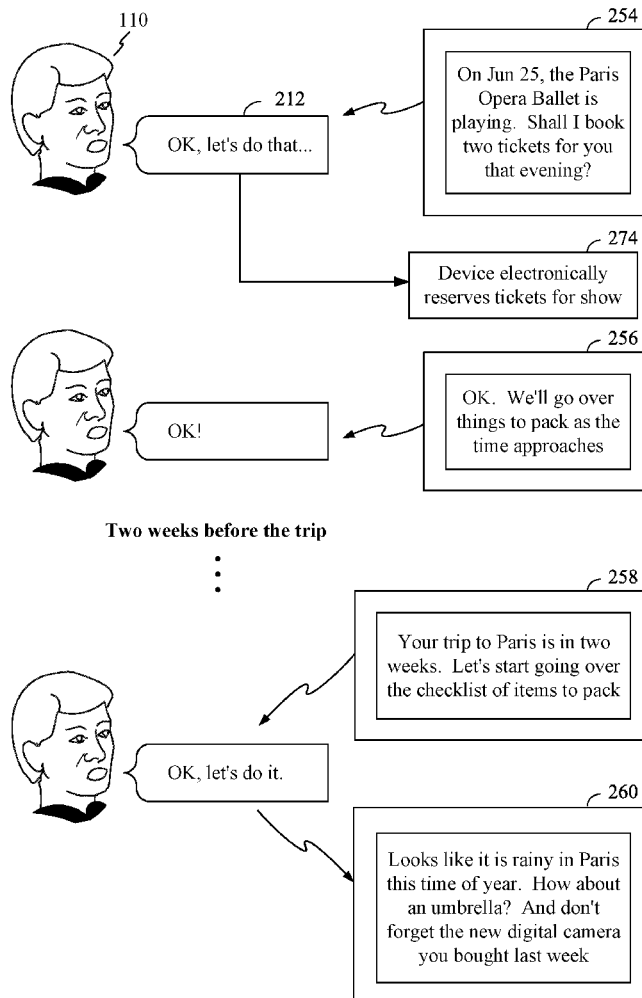 110
254
On Jun 25, the Paris
Opera Ballet is
playing. Shall I book
two tickets for you
that evening?
212
OK, let's do that...
274
Device electronically
reserves tickets for show
256
OK. We'll go over
things to pack as the
time approaches
OK!
Two weeks before the trip
258
Your trip to Paris is in two
weeks. Let's start going over
the checklist of items to pack
OK, let's do it.
260
Looks like it is rainy in Paris
this time of year. How about
an umbrella? And don't
forget the new digital camera
you bought last week